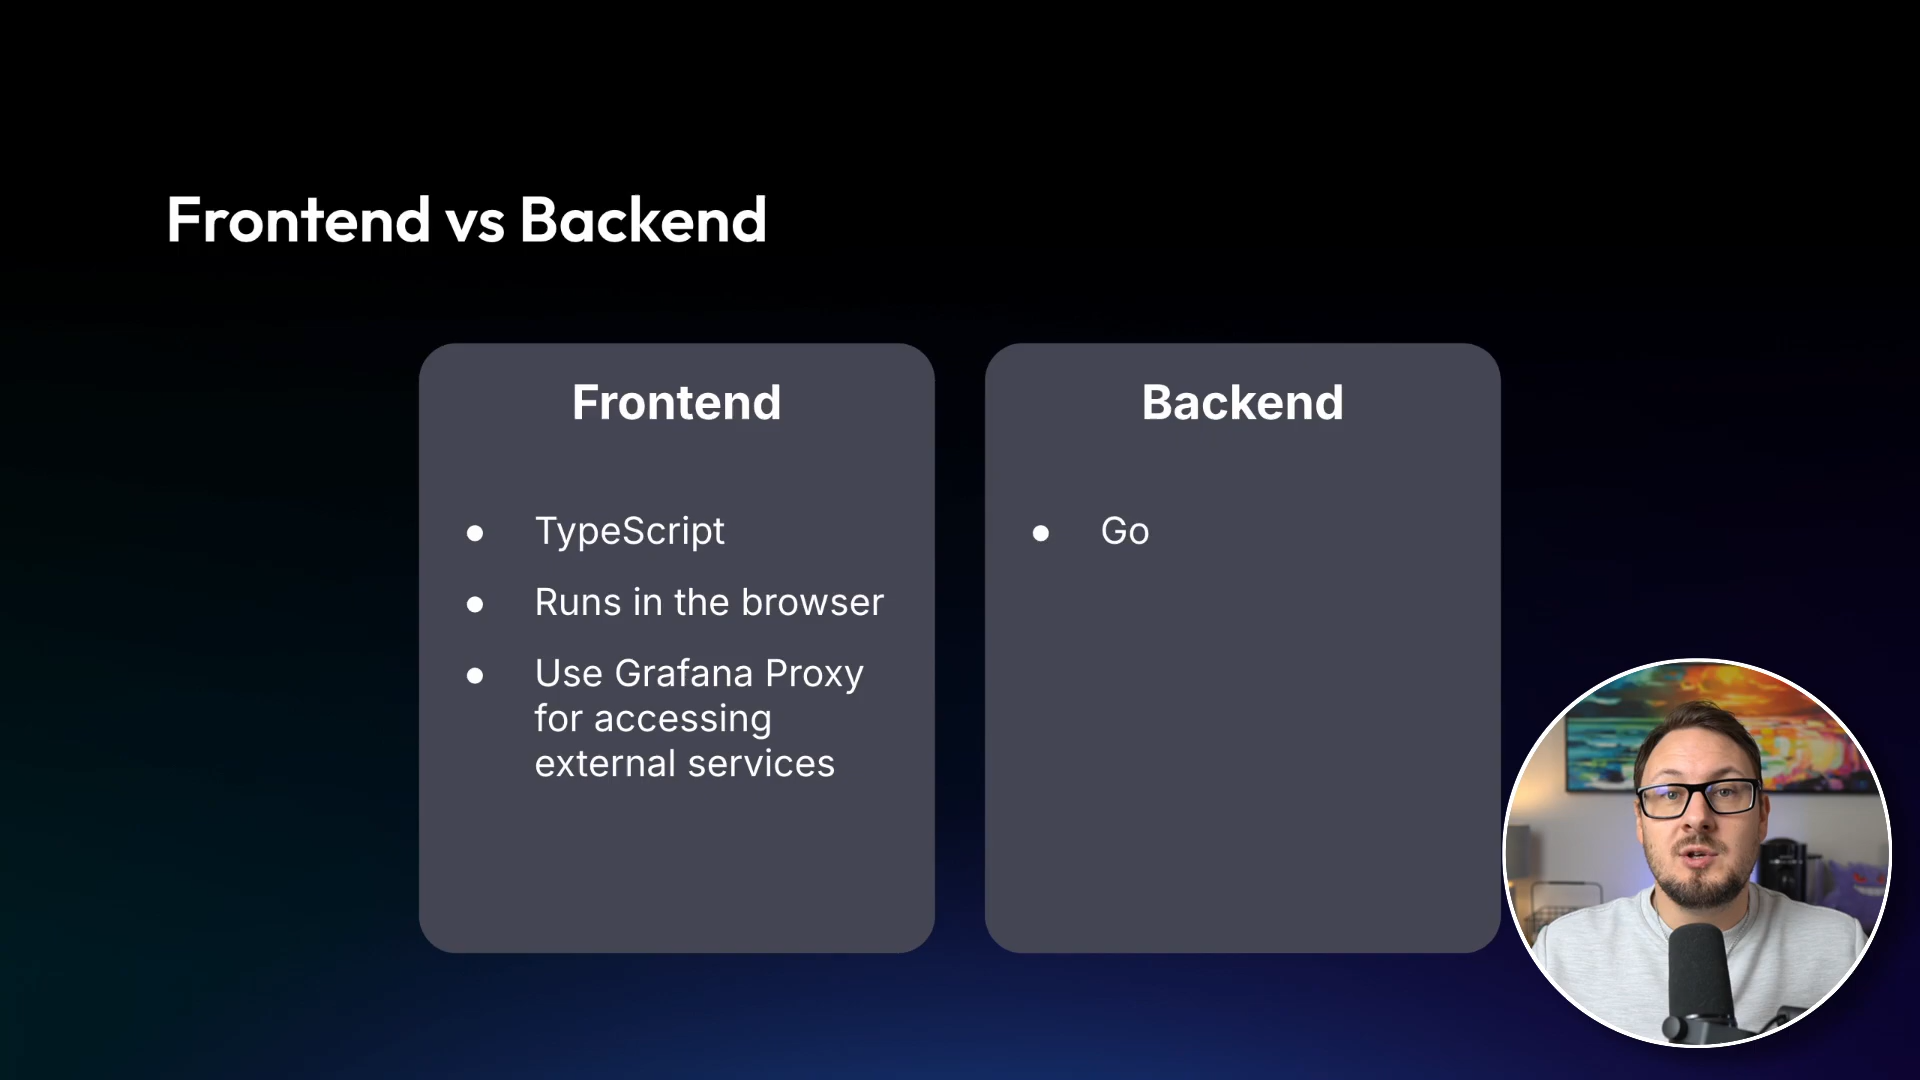 Frontend vs Backend
Frontend
● TypeScript
● Runs in the browser
● Use Grafana Proxy
for accessing
external services
Backend
● Go